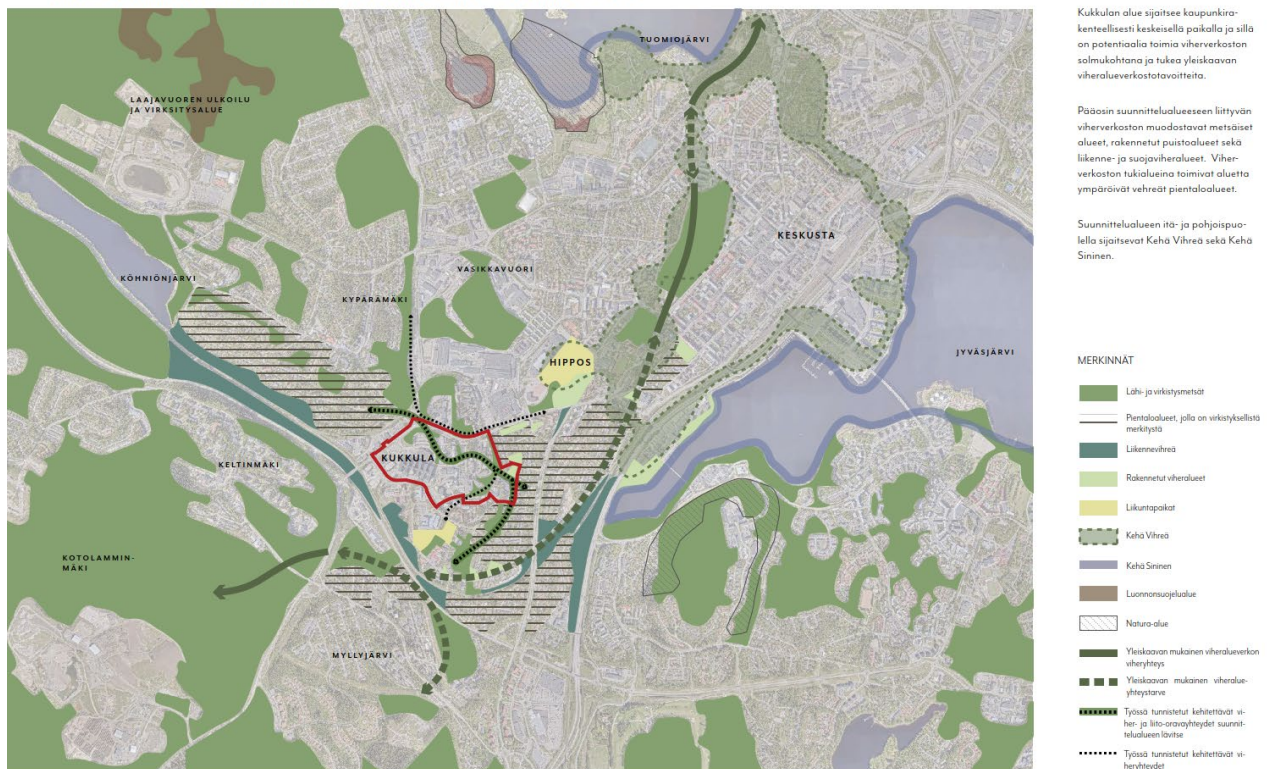 TUOMIOJÄRVI
LAAJAVUOREN ULKOILU
JA VIRKSITYSALUE
KESKUSTA
KÖHNIÖNJÄRVI
VASIKKAVUORI
KYPÄRÄMÄKI
JYVÄSJÄRVI
HIPPOS
KUKKULA
KELTINMÄKI
KOTOLAMMIN-
MÄKI
MYLLYJÄRVI
Kukkulan alue sijaitsee kaupunkira-
kenteellisesti keskeisellä paikalla ja sillä
on potentiaalia toimia viherverkoston
solmukohtana ja tukea yleiskaavan
viheralueverkostotavoitteita.
Pääosin suunnittelualueeseen liittyvän
viherverkoston muodostavat metsäiset
alueet, rakennetut puistoalueet sekä
liikenne- ja suojaviheralueet. Viher-
verkoston tukialueina toimivat aluetta
ympäröivät vehreät pientaloalueet.
Suunnittelualueen itä- ja pohjoispuo-
lella sijaitsevat Kehä Vihreä sekä Kehä
Sininen.
MERKINNÄT
Lähi- ja virkistysmetsät
Pientaloalueet, jolla on virkistyksellistä
merkitystä
Liikennevihreä
Rakennetut viheralueet
Liikuntapaikat
Kehä Vihreä
Kehä Sininen
Luonnonsuojelualue
Natura-alue
Yleiskaavan mukainen viheralueverkon
viheryhteys
Yleiskaavan mukainen viheralue-
yhteystarve
Työssä tunnistetut kehitettävät vi-
her- ja liito-oravayhteydet suunnit-
telualueen lävitse
Työssä tunnistetut kehitettävät vi-
heryhteydet